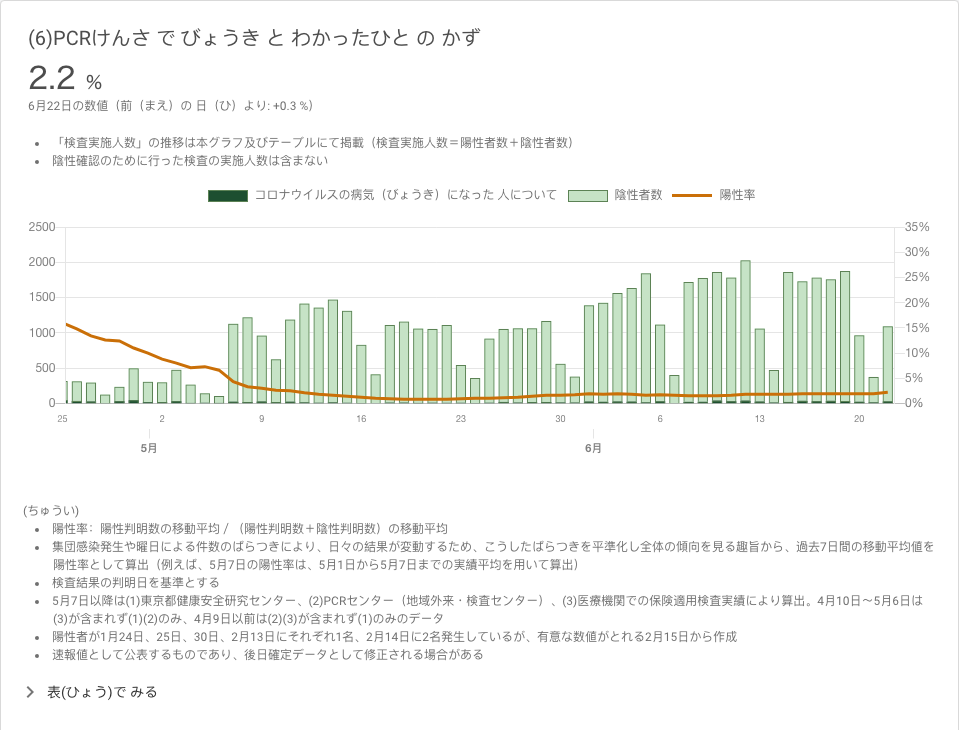 (6)PCRけんさ で びょうき と わかったひと の かず
2.2 %
6月22日の数値（前（まえ）の 日（ひ）より: +0.3 %）
「検査実施人数」の推移は本グラフ及びテーブルにて掲載（検査実施人数＝陽性者数＋陰性者数）
陰性確認のために行った検査の実施人数は含まない
コロナウイルスの病気（びょうき）になった 人について 陰性者数 陽性率
2500 35%
30%
2000
25%
1500 20%
15%
1000
10%
500
5%
0 0%
25 2 9 16 23 30 6 13 20
5月 6月
(ちゅうい)
陽性率：陽性判明数の移動平均 / （陽性判明数＋陰性判明数）の移動平均
集団感染発生や曜日による件数のばらつきにより、日々の結果が変動するため、こうしたばらつきを平準化し全体の傾向を見る趣旨から、過去7日間の移動平均値を
陽性率として算出（例えば、5月7日の陽性率は、5月1日から5月7日までの実績平均を用いて算出）
検査結果の判明日を基準とする
5月7日以降は(1)東京都健康安全研究センター、(2)PCRセンター（地域外来・検査センター）、(3)医療機関での保険適用検査実績により算出。4月10日～5月6日は
(3)が含まれず(1)(2)のみ、4月9日以前は(2)(3)が含まれず(1)のみのデータ
陽性者が1月24日、25日、30日、2月13日にそれぞれ1名、2月14日に2名発生しているが、有意な数値がとれる2月15日から作成
速報値として公表するものであり、後日確定データとして修正される場合がある
表(ひょう)で みる